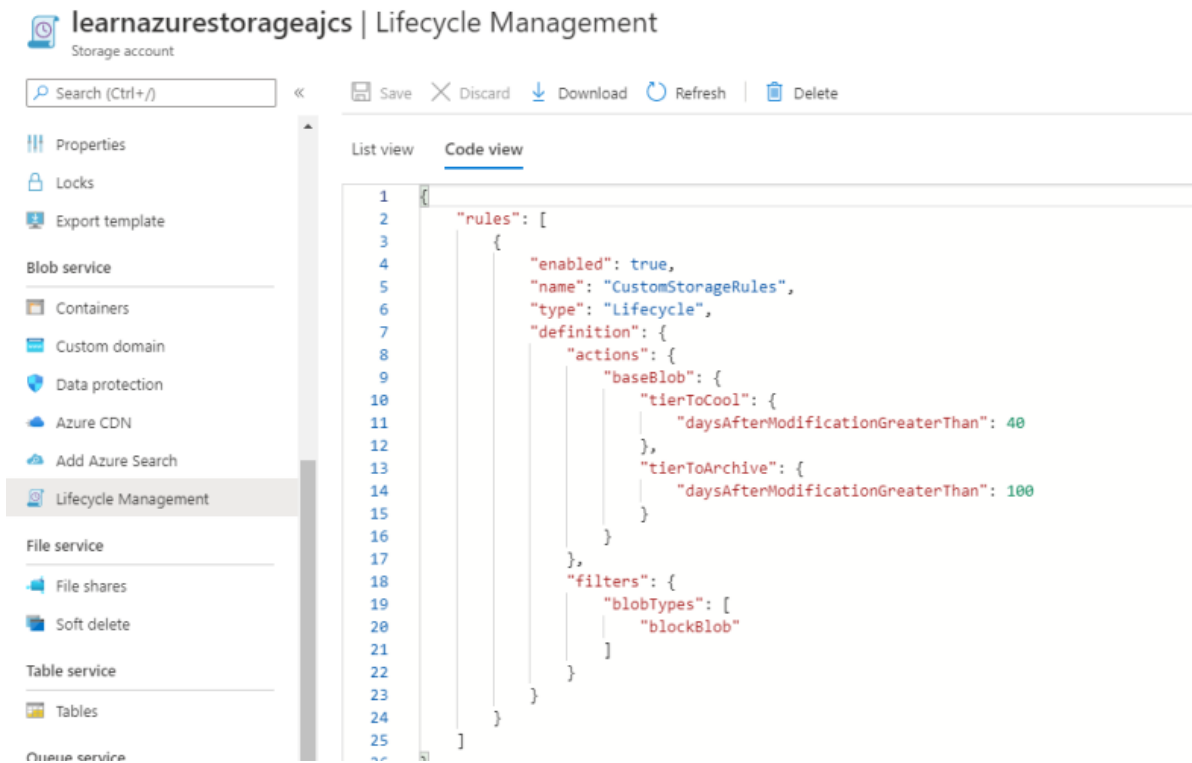 learnazurestorageajcs | Lifecycle Management
Storage account
Search (Ctrl+/)
«
Save
Discard
Download
Refresh
Delete
Properties
Locks
Export template
Blob service
Containers
Custom domain
Data protection
Azure CDN
Add Azure Search
Lifecycle Management
File service
File shares
Soft delete
Table service
Tables
Queue service
List view
Code view
1 {
2 "rules": [
3 {
4 "enabled": true,
5 "name": "CustomStorageRules",
6 "type": "Lifecycle",
7 "definition": {
8 "actions": {
9 "baseBlob": {
10 "tierToCool": {
11 "daysAfterModificationGreaterThan": 40
12 },
13 "tierToArchive": {
14 "daysAfterModificationGreaterThan": 100
15 }
16 }
17 },
18 "filters": {
19 "blobTypes": [
20 "blockBlob"
21 ]
22 }
23 }
24 }
25 ]
26 }